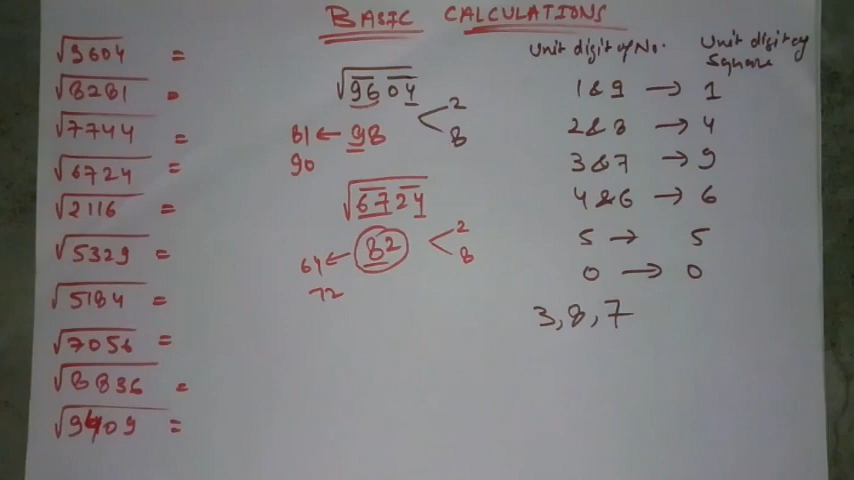 BASIC CALCULATIONS
√9604 =
√8281 =
√7744 =
√6724 =
√2116 =
√5329 =
√5184 =
√7056 =
√8836 =
√9409 =
√9604
2
8
81 ← 98
90
√6724
2
8
64 ← 82
72
Unit digit of No. Unit digit of Square
1 & 9 → 1
2 & 8 → 4
3 & 7 → 9
4 & 6 → 6
5 → 5
0 → 0
3, 8, 7